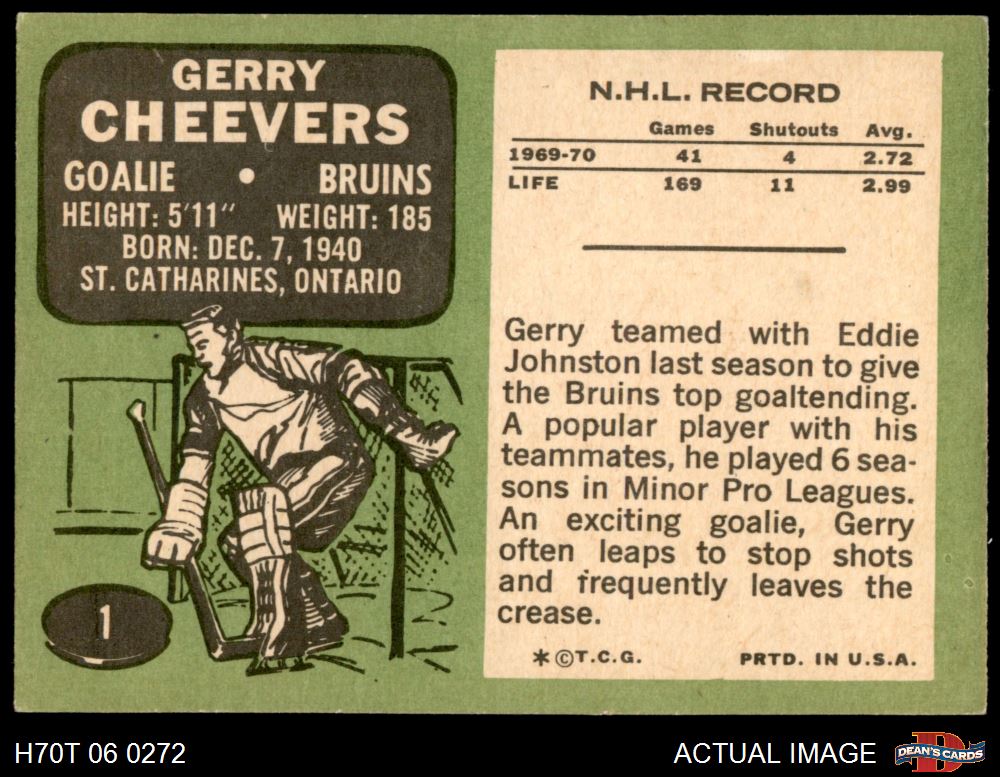 GERRY
CHEEVERS
GOALIE • BRUINS
HEIGHT: 5'11" WEIGHT: 185
BORN: DEC. 7, 1940
ST. CATHARINES, ONTARIO
1
N.H.L. RECORD
Games Shutouts Avg.
1969-70 41 4 2.72
LIFE 169 11 2.99
Gerry teamed with Eddie
Johnston last season to give
the Bruins top goaltending.
A popular player with his
teammates, he played 6 sea-
sons in Minor Pro Leagues.
An exciting goalie, Gerry
often leaps to stop shots
and frequently leaves the
crease.
*©T.C.G. PRTD. IN U.S.A.
H70T 06 0272
ACTUAL IMAGE
D
DEAN'S CARDS